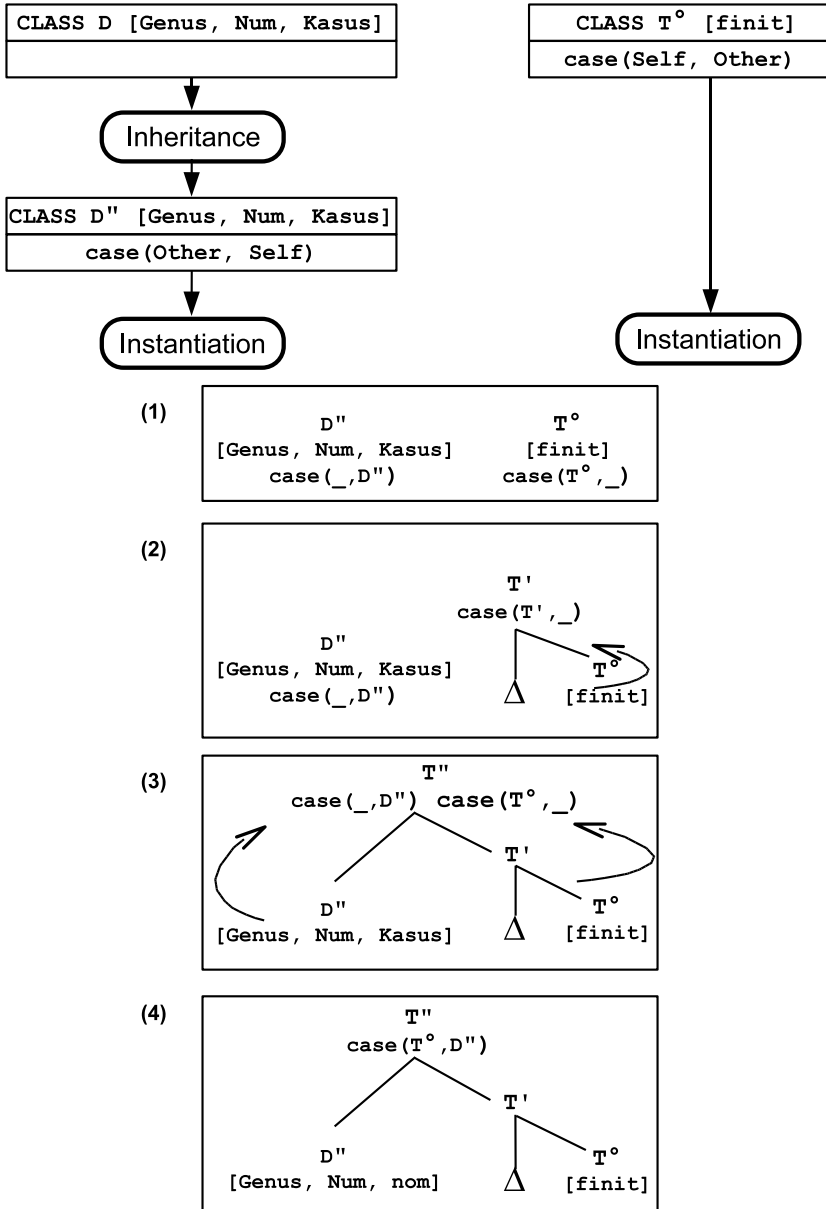 CLASS D [Genus, Num, Kasus]
CLASS T° [finit]
case(Self, Other)
Inheritance
CLASS D" [Genus, Num, Kasus]
case(Other, Self)
Instantiation
Instantiation
(1)
D" T°
[Genus, Num, Kasus] [finit]
case(_,D") case(T°,_)
(2)
T'
case(T',_)
D"
[Genus, Num, Kasus]
case(_,D")
T°
Δ [finit]
(3)
T"
case(_,D") case(T°,_)
T'
D" T°
[Genus, Num, Kasus] Δ [finit]
(4)
T"
case(T°,D")
T'
D" T°
[Genus, Num, nom] Δ [finit]